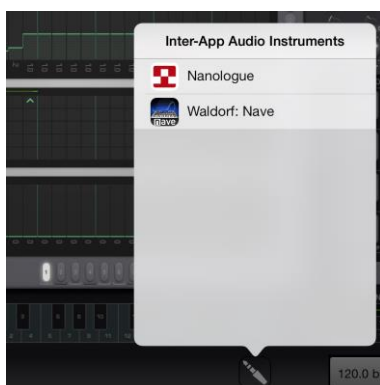 Inter-App Audio Instruments
Nanologue
Waldorf: Nave
nave
120.0 b